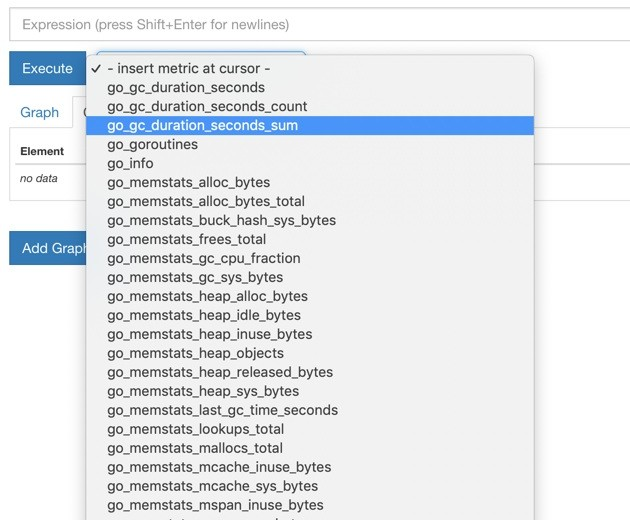 Expression (press Shift+Enter for newlines)
Execute
✓ - insert metric at cursor -
go_gc_duration_seconds
Graph
go_gc_duration_seconds_count
go_gc_duration_seconds_sum
Element
go_goroutines
go_info
no data
go_memstats_alloc_bytes
go_memstats_alloc_bytes_total
go_memstats_buck_hash_sys_bytes
go_memstats_frees_total
Add Graph
go_memstats_gc_cpu_fraction
go_memstats_gc_sys_bytes
go_memstats_heap_alloc_bytes
go_memstats_heap_idle_bytes
go_memstats_heap_inuse_bytes
go_memstats_heap_objects
go_memstats_heap_released_bytes
go_memstats_heap_sys_bytes
go_memstats_last_gc_time_seconds
go_memstats_lookups_total
go_memstats_mallocs_total
go_memstats_mcache_inuse_bytes
go_memstats_mcache_sys_bytes
go_memstats_mspan_inuse_bytes